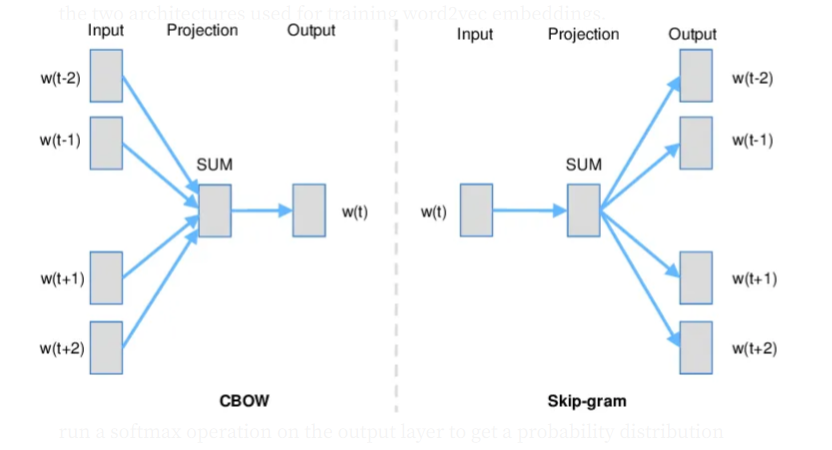 the two architectures used for training word2vec embeddings.
Input Projection Output
w(t-2)
w(t-1)
SUM
w(t)
w(t+1)
w(t+2)
CBOW
Input Projection Output
w(t-2)
w(t-1)
SUM
w(t)
w(t+1)
w(t+2)
Skip-gram
run a softmax operation on the output layer to get a probability distribution